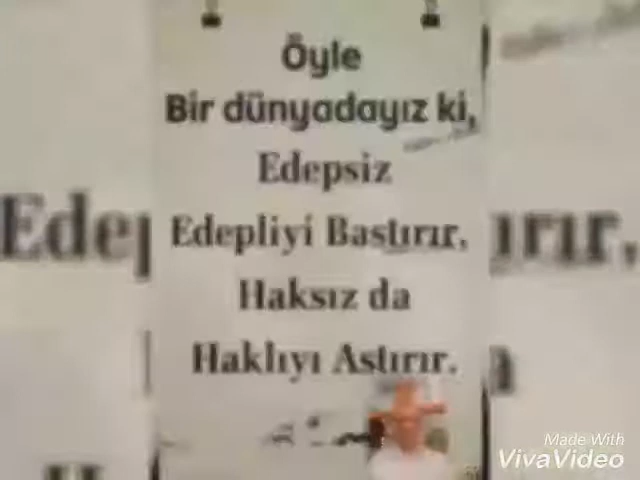 Öyle
Bir dünyadayız ki,
Edepsiz
Edepliyi Bastırır,
Haksız da
Haklıyı Astırır.
Made With
VivaVideo